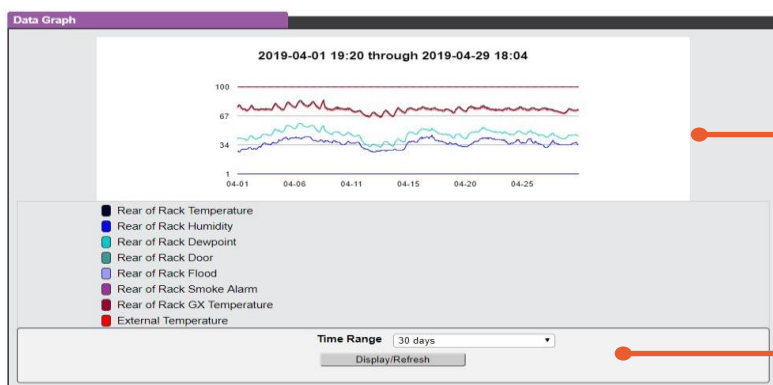 Data Graph
2019-04-01 19:20 through 2019-04-29 18:04
100
67
34
1
04-01 04-06 04-11 04-15 04-20 04-25
Rear of Rack Temperature
Rear of Rack Humidity
Rear of Rack Dewpoint
Rear of Rack Door
Rear of Rack Flood
Rear of Rack Smoke Alarm
Rear of Rack GX Temperature
External Temperature
Time Range 30 days
Display/Refresh